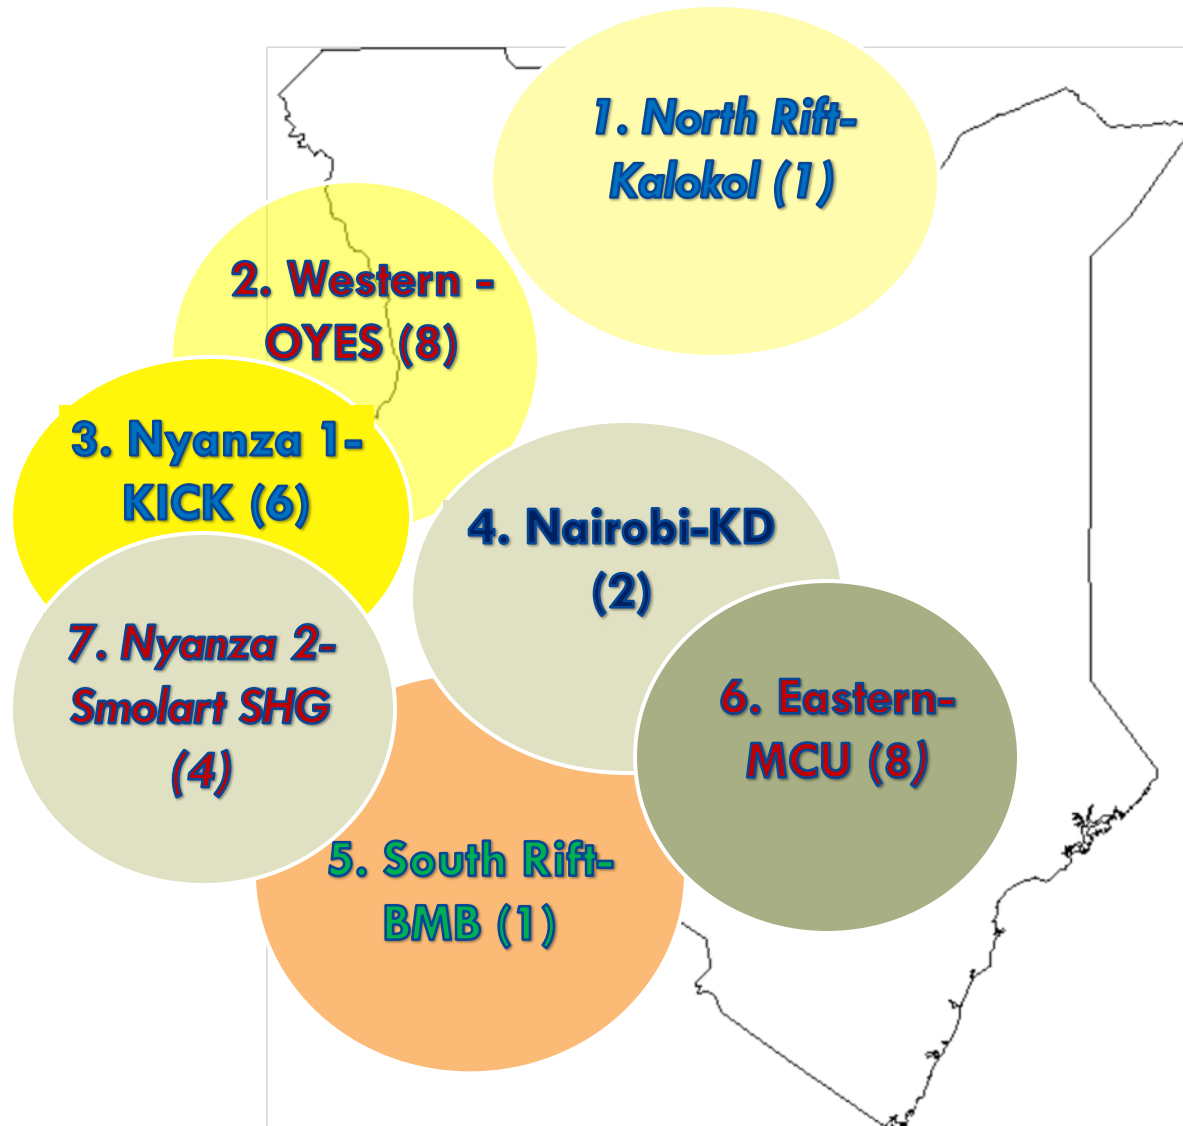 1. North Rift-
Kalokol (1)
2. Western -
OYES (8)
3. Nyanza 1-
KICK (6)
4. Nairobi-KD
(2)
7. Nyanza 2-
Smolart SHG
(4)
6. Eastern-
MCU (8)
5. South Rift-
BMB (1)